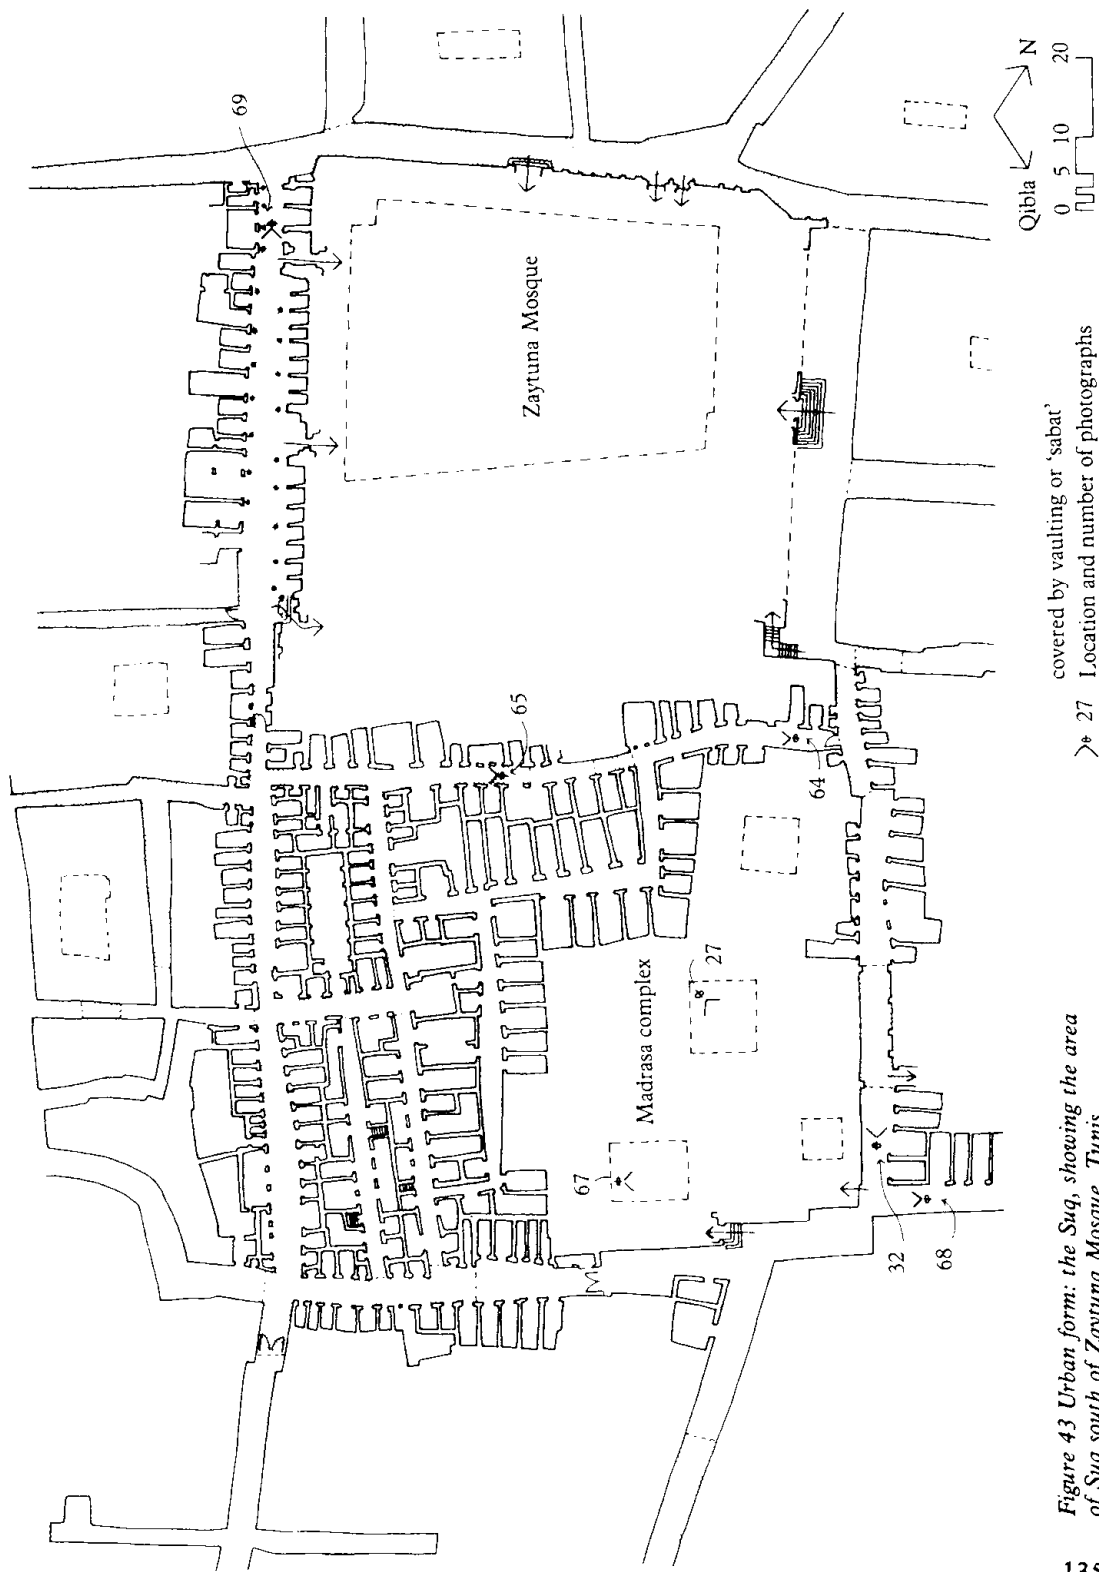 69
65
Zaytuna Mosque
67
Madrasa complex
27
64
32
68
Qibla N
0 5 10 20
covered by vaulting or ‘sabat’
27 Location and number of photographs
Figure 43 Urban form: the Suq, showing the area
of Suq south of Zaytuna Mosque, Tunis
135